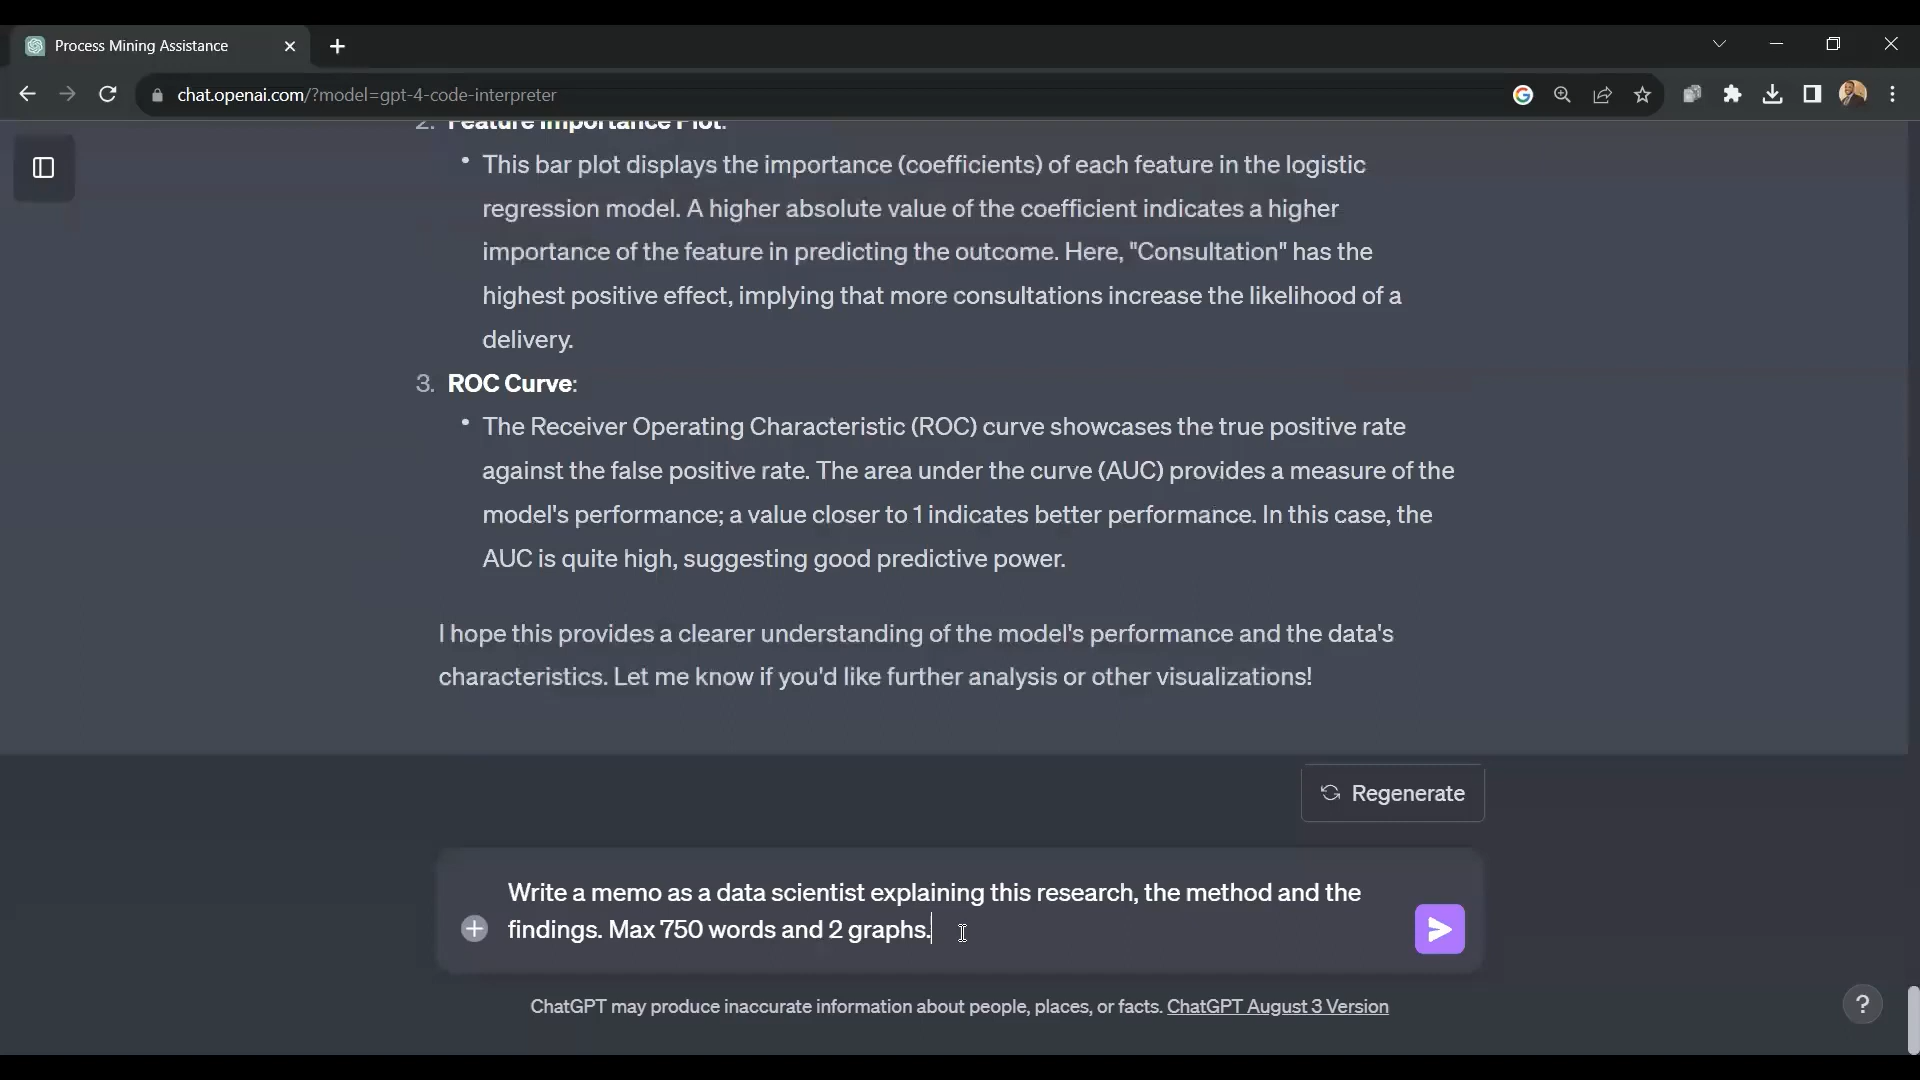 Process Mining Assistance
chat.openai.com/?model=gpt-4-code-interpreter
2. Feature Importance Plot:
• This bar plot displays the importance (coefficients) of each feature in the logistic
regression model. A higher absolute value of the coefficient indicates a higher
importance of the feature in predicting the outcome. Here, "Consultation" has the
highest positive effect, implying that more consultations increase the likelihood of a
delivery.
3. ROC Curve:
• The Receiver Operating Characteristic (ROC) curve showcases the true positive rate
against the false positive rate. The area under the curve (AUC) provides a measure of the
model's performance; a value closer to 1 indicates better performance. In this case, the
AUC is quite high, suggesting good predictive power.
I hope this provides a clearer understanding of the model's performance and the data's
characteristics. Let me know if you'd like further analysis or other visualizations!
Regenerate
Write a memo as a data scientist explaining this research, the method and the
findings. Max 750 words and 2 graphs.
ChatGPT may produce inaccurate information about people, places, or facts. ChatGPT August 3 Version
?